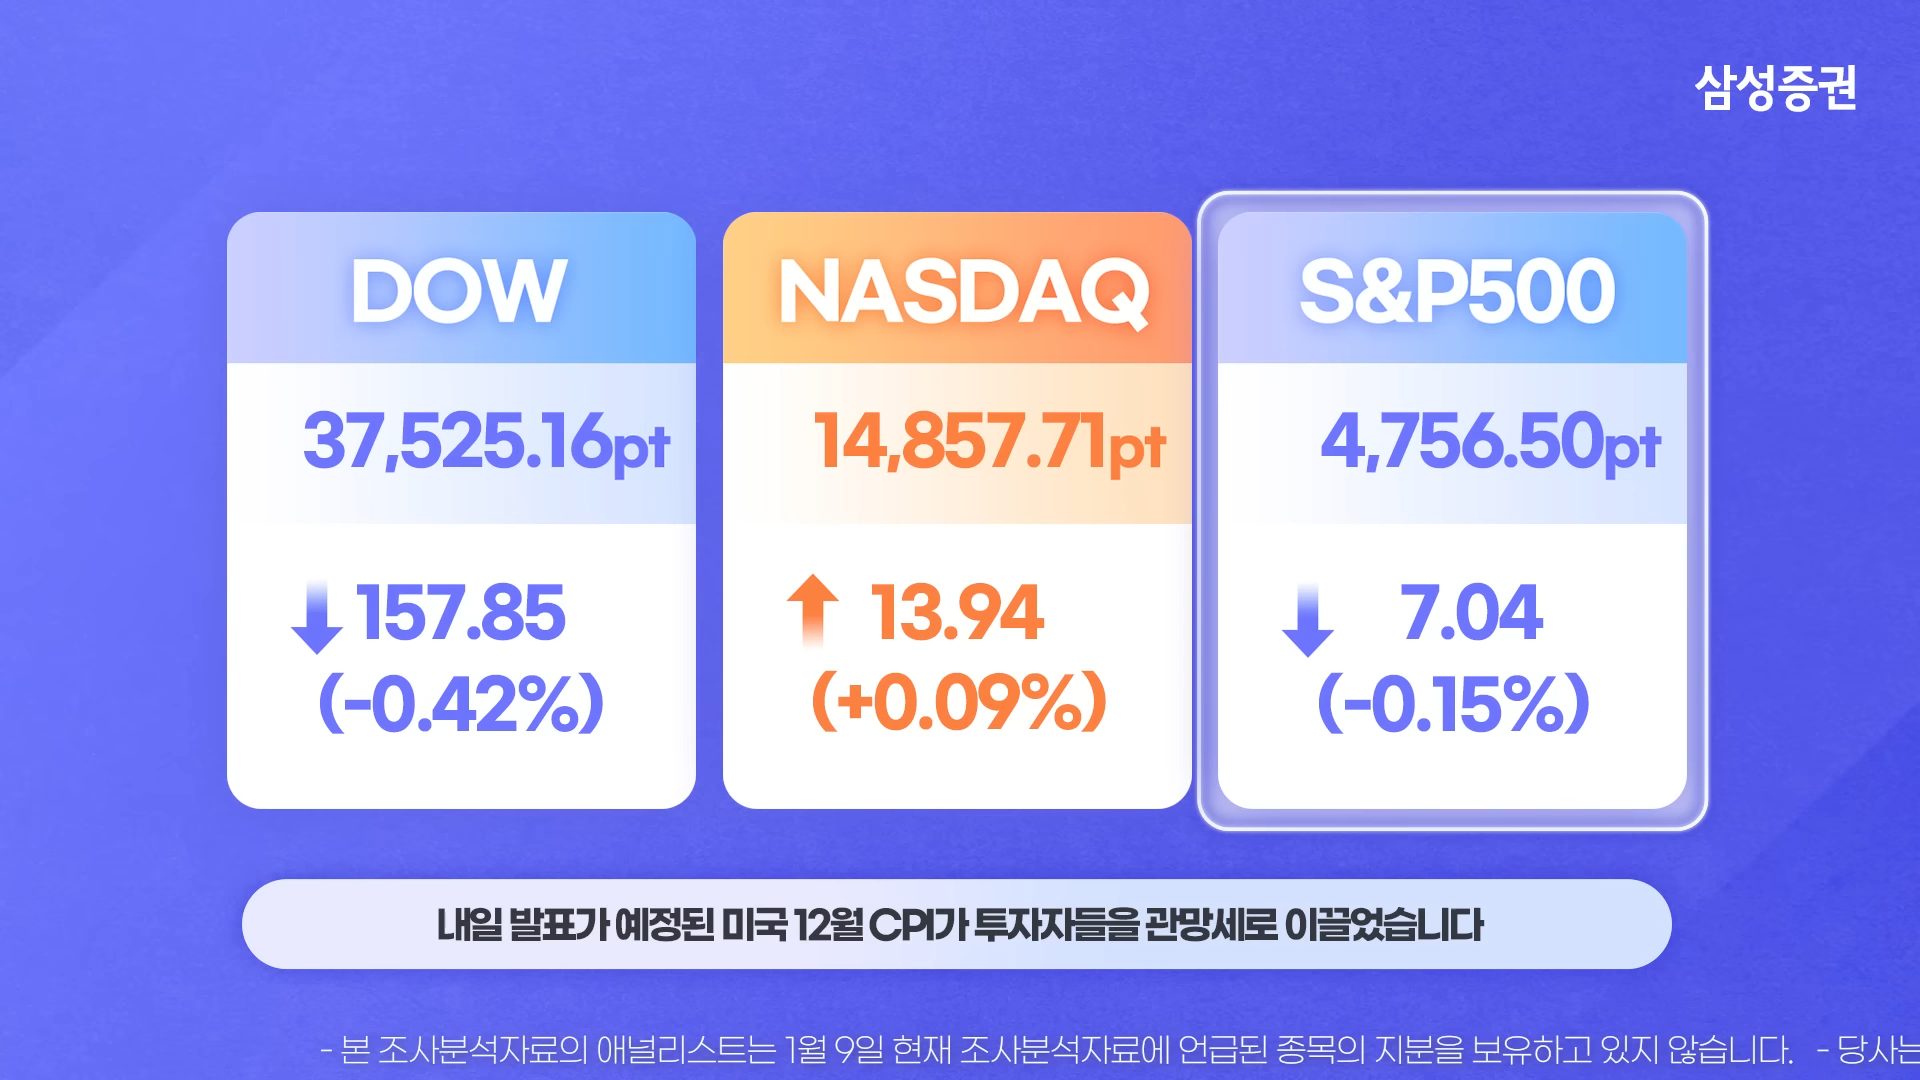 삼성증권
DOW
37,525.16pt
157.85
(-0.42%)
NASDAQ
14,857.71pt
13.94
(+0.09%)
S&P500
4,756.50pt
7.04
(-0.15%)
내일 발표가 예정된 미국 12월 CPI가 투자자들을 관망세로 이끌었습니다
- 본 조사분석자료의 애널리스트는 1월 9일 현재 조사분석자료에 언급된 종목의 지분을 보유하고 있지 않습니다. - 당사는